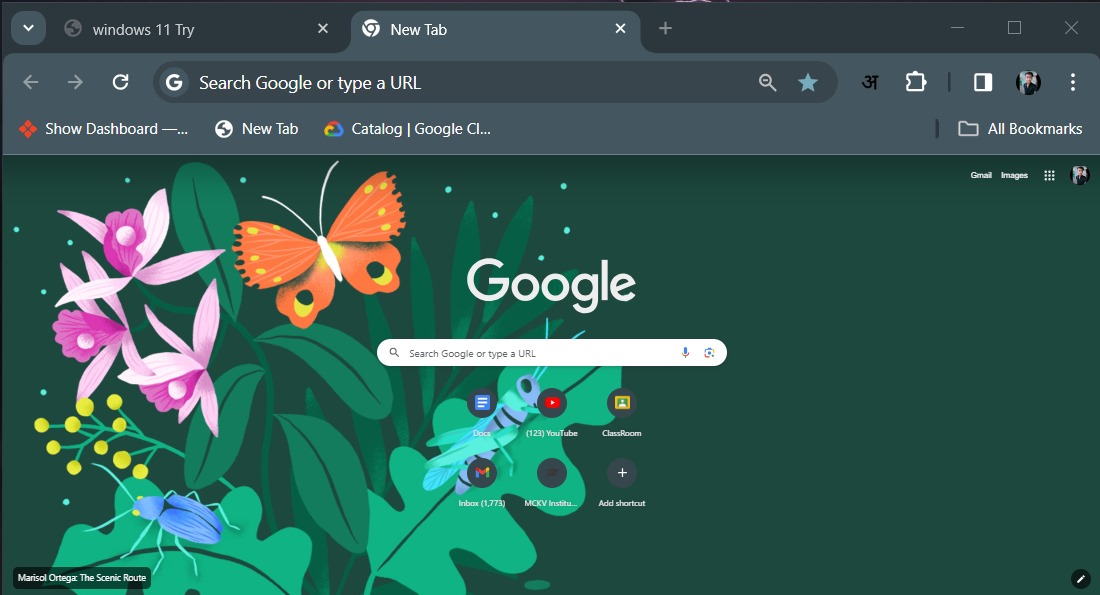 windows 11 Try
New Tab
Search Google or type a URL
अ
Show Dashboard —...
New Tab
Catalog | Google Cl...
All Bookmarks
Gmail
Images
Google
Search Google or type a URL
Docs
(123) YouTube
ClassRoom
Inbox (1,773)
MCKV Institu...
Add shortcut
Marisol Ortega: The Scenic Route